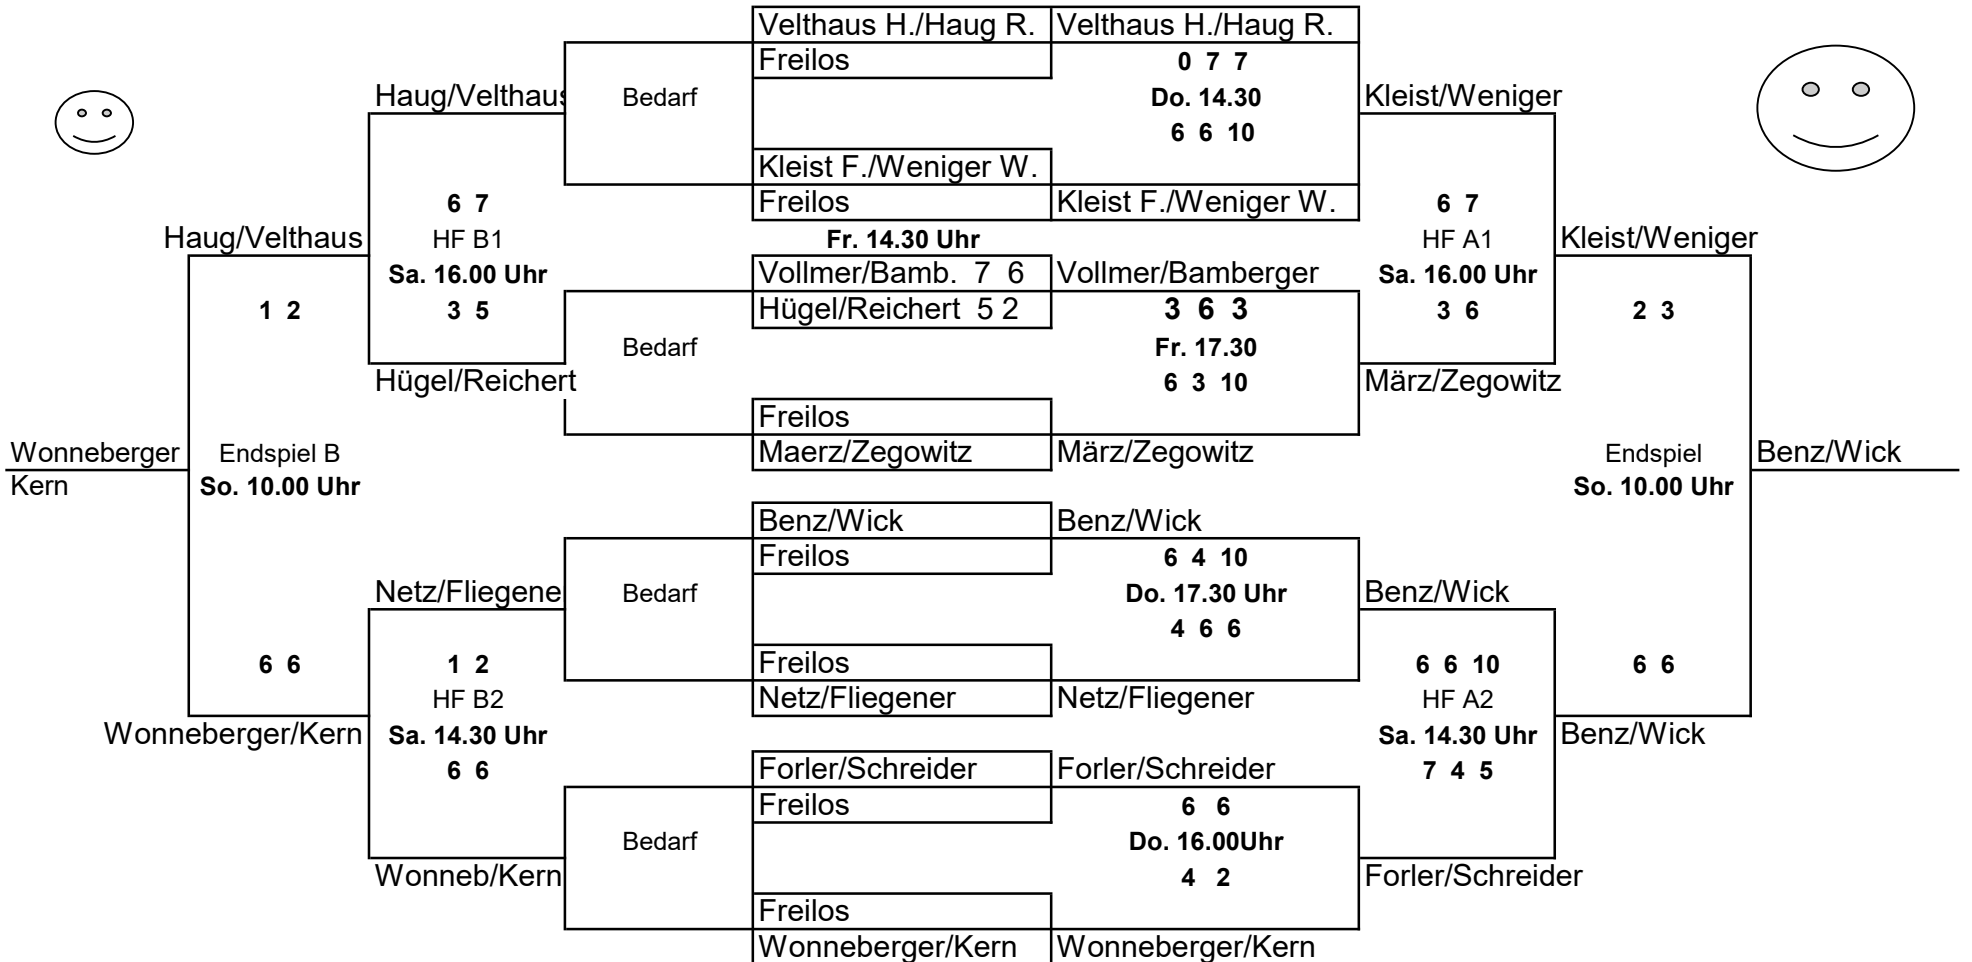 Velthaus H./Haug R. Velthaus H./Haug R.
Freilos 0 7 7
Haug/Velthaus Bedarf Do. 14.30 Kleist/Weniger
6 6 10
Kleist F./Weniger W.
6 7 Freilos Kleist F./Weniger W. 6 7
Haug/Velthaus HF B1 Fr. 14.30 Uhr HF A1 Kleist/Weniger
Sa. 16.00 Uhr Vollmer/Bamb. 7 6 Vollmer/Bamberger Sa. 16.00 Uhr
1 2 3 5 Hügel/Reichert 5 2 3 6 3 3 6 2 3
Bedarf Fr. 17.30
Hügel/Reichert 6 3 10 März/Zegowitz
Freilos
Wonneberger Endspiel B Maerz/Zegowitz März/Zegowitz Endspiel Benz/Wick
Kern So. 10.00 Uhr So. 10.00 Uhr
Benz/Wick Benz/Wick
Freilos 6 4 10
Netz/Fliegener Bedarf Do. 17.30 Uhr Benz/Wick
4 6 6
6 6 1 2 Freilos 6 6 10 6 6
HF B2 Netz/Fliegener Netz/Fliegener HF A2
Wonneberger/Kern Sa. 14.30 Uhr Sa. 14.30 Uhr Benz/Wick
6 6 Forler/Schreider Forler/Schreider 7 4 5
Freilos 6 6
Bedarf Do. 16.00Uhr
Wonneb/Kern 4 2 Forler/Schreider
Freilos
Wonneberger/Kern Wonneberger/Kern